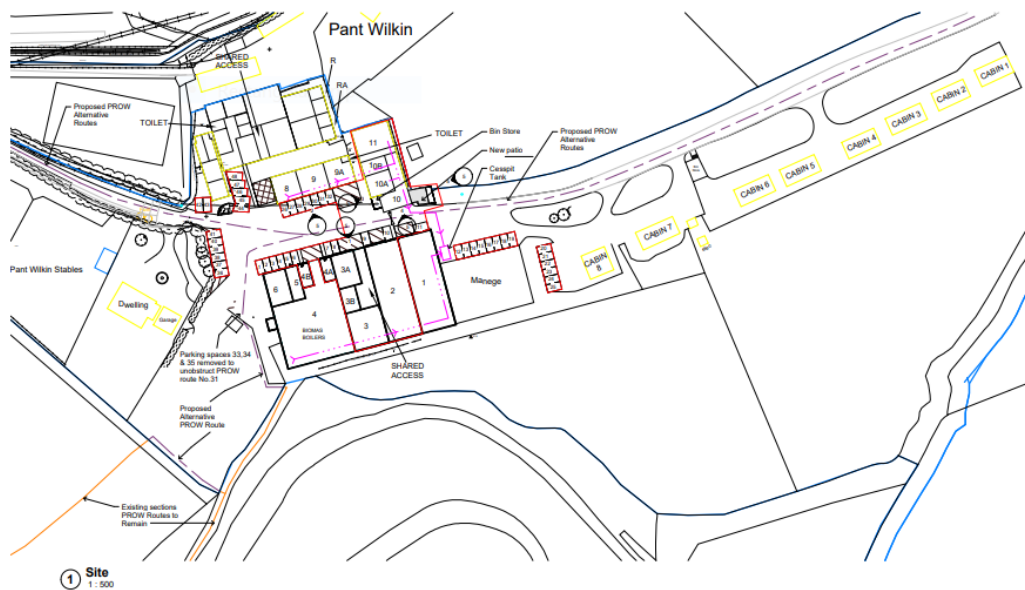 Pant Wilkin
SHARED
ACCESS
R
RA
Proposed PROW
Alternative
Routes
TOILET
TOILET
Bin Store
New patio
Cesspit
Tank
Proposed PROW
Alternative
Routes
CABIN 1
CABIN 2
CABIN 3
CABIN 4
CABIN 5
CABIN 6
CABIN 7
CABIN
8
11
10B
10A
10
9A
9
8
Pant Wilkin Stables
Dwelling
Garage
6
5
4B
4A
3A
3B
3
4
2
1
BIOMAS
BOILERS
Manege
SHARED
ACCESS
Parking spaces 33,34
& 35 removed to
unobstruct PROW
route No.31
Proposed
Alternative
PROW Route
Existing sections
PROW Routes to
Remain
1
Site
1 : 500